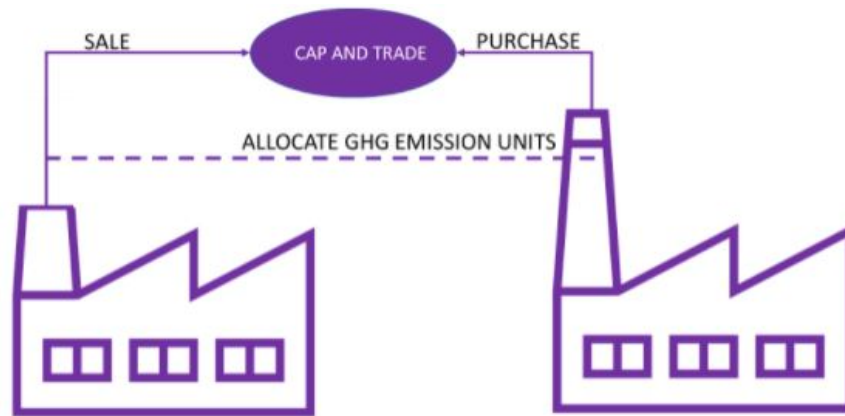 SALE
CAP AND TRADE
PURCHASE
ALLOCATE GHG EMISSION UNITS